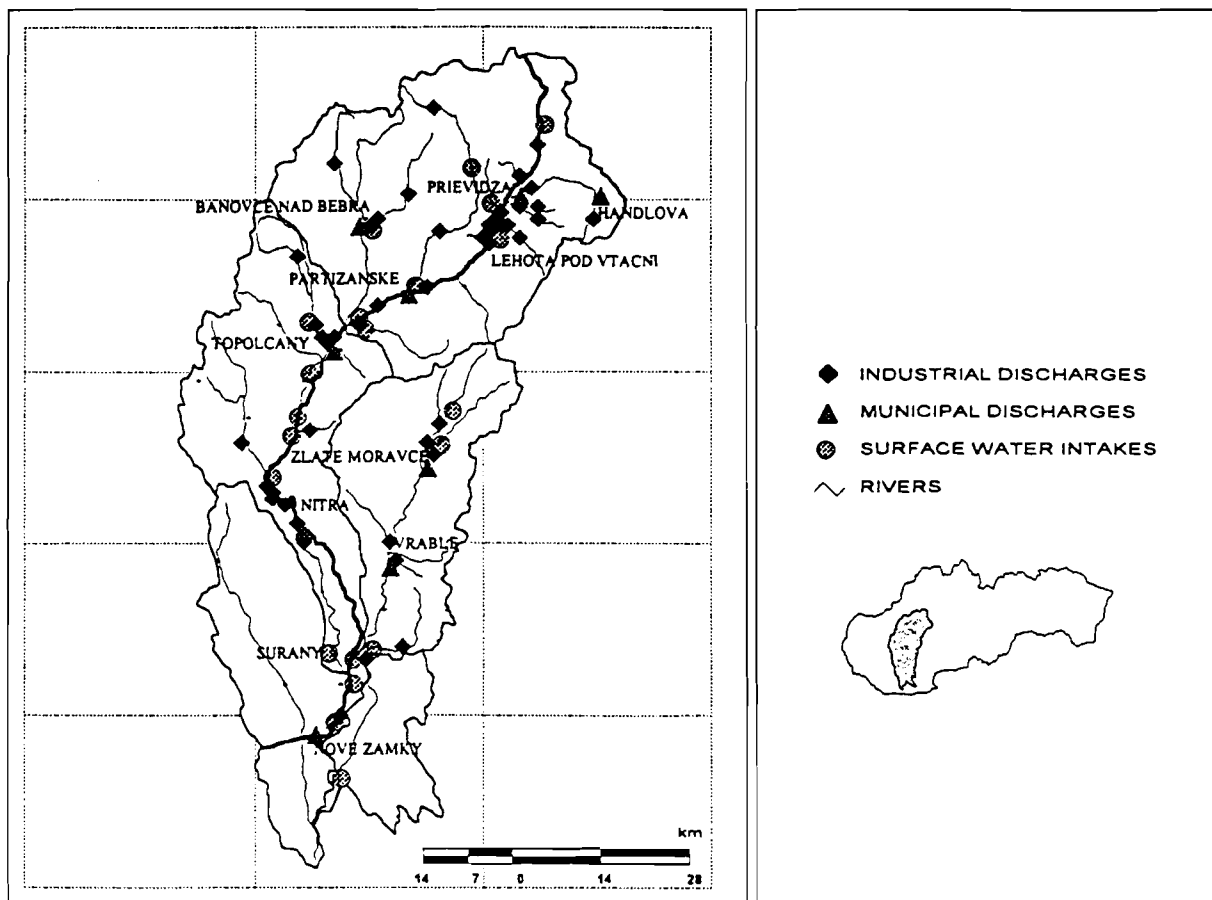 PRIEVIDZA
BANOVCE NAD BEBRA
HANDLOVA
LEHOTA POD VTACNI
PARTIZANSKE
TOPOLCANY
ZLATE MORAVCE
NITRA
VRABLE
SURANY
NOVE ZAMKY
km
14 7 0 14 28
INDUSTRIAL DISCHARGES
MUNICIPAL DISCHARGES
SURFACE WATER INTAKES
RIVERS